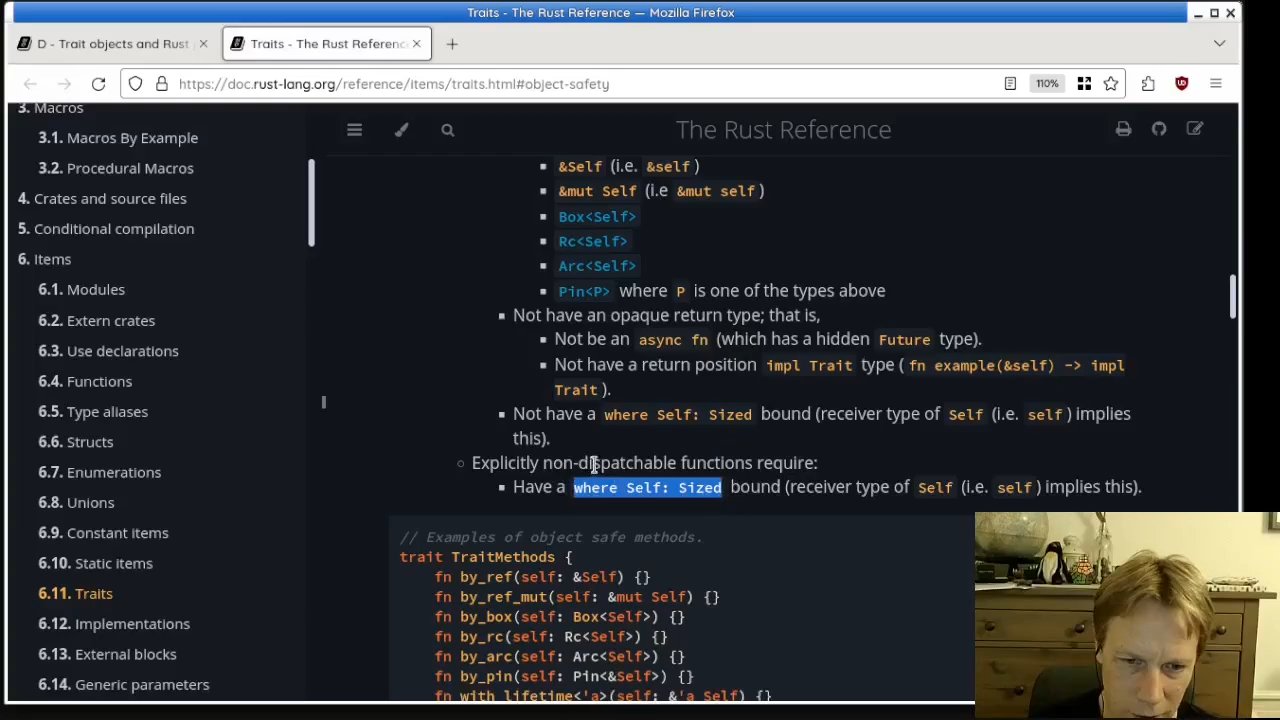 Traits - The Rust Reference — Mozilla Firefox
D - Trait objects and Rust
Traits - The Rust Reference
https://doc.rust-lang.org/reference/items/traits.html#object-safety
110%
3. Macros
3.1. Macros By Example
3.2. Procedural Macros
4. Crates and source files
5. Conditional compilation
6. Items
6.1. Modules
6.2. Extern crates
6.3. Use declarations
6.4. Functions
6.5. Type aliases
6.6. Structs
6.7. Enumerations
6.8. Unions
6.9. Constant items
6.10. Static items
6.11. Traits
6.12. Implementations
6.13. External blocks
6.14. Generic parameters
The Rust Reference
&Self (i.e. &self)
&mut Self (i.e &mut self)
Box<Self>
Rc<Self>
Arc<Self>
Pin<P> where P is one of the types above
Not have an opaque return type; that is,
Not be an async fn (which has a hidden Future type).
Not have a return position impl Trait type (fn example(&self) -> impl
Trait).
Not have a where Self: Sized bound (receiver type of Self (i.e. self) implies
this).
Explicitly non-dispatchable functions require:
Have a where Self: Sized bound (receiver type of Self (i.e. self) implies this).
// Examples of object safe methods.
trait TraitMethods {
fn by_ref(self: &Self) {}
fn by_ref_mut(self: &mut Self) {}
fn by_box(self: Box<Self>) {}
fn by_rc(self: Rc<Self>) {}
fn by_arc(self: Arc<Self>) {}
fn by_pin(self: Pin<&Self>) {}
fn with_lifetime<'a>(self: &'a Self) {}